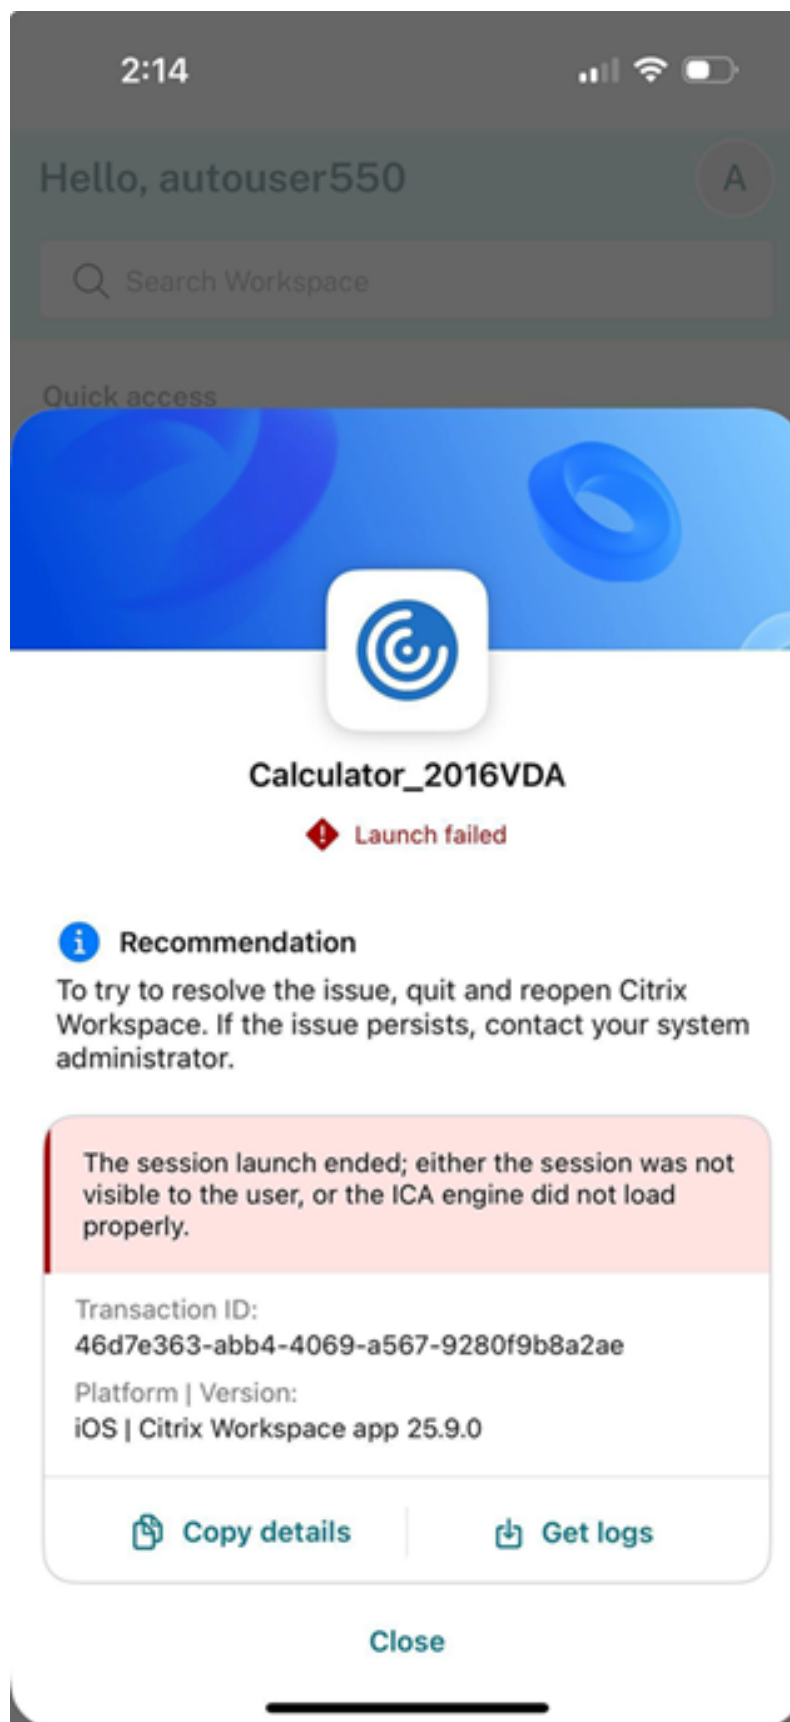 2:14
Hello, autouser550
A
Search Workspace
Quick access
Calculator_2016VDA
Launch failed
Recommendation
To try to resolve the issue, quit and reopen Citrix
Workspace. If the issue persists, contact your system
administrator.
The session launch ended; either the session was not
visible to the user, or the ICA engine did not load
properly.
Transaction ID:
46d7e363-abb4-4069-a567-9280f9b8a2ae
Platform | Version:
iOS | Citrix Workspace app 25.9.0
Copy details
Get logs
Close